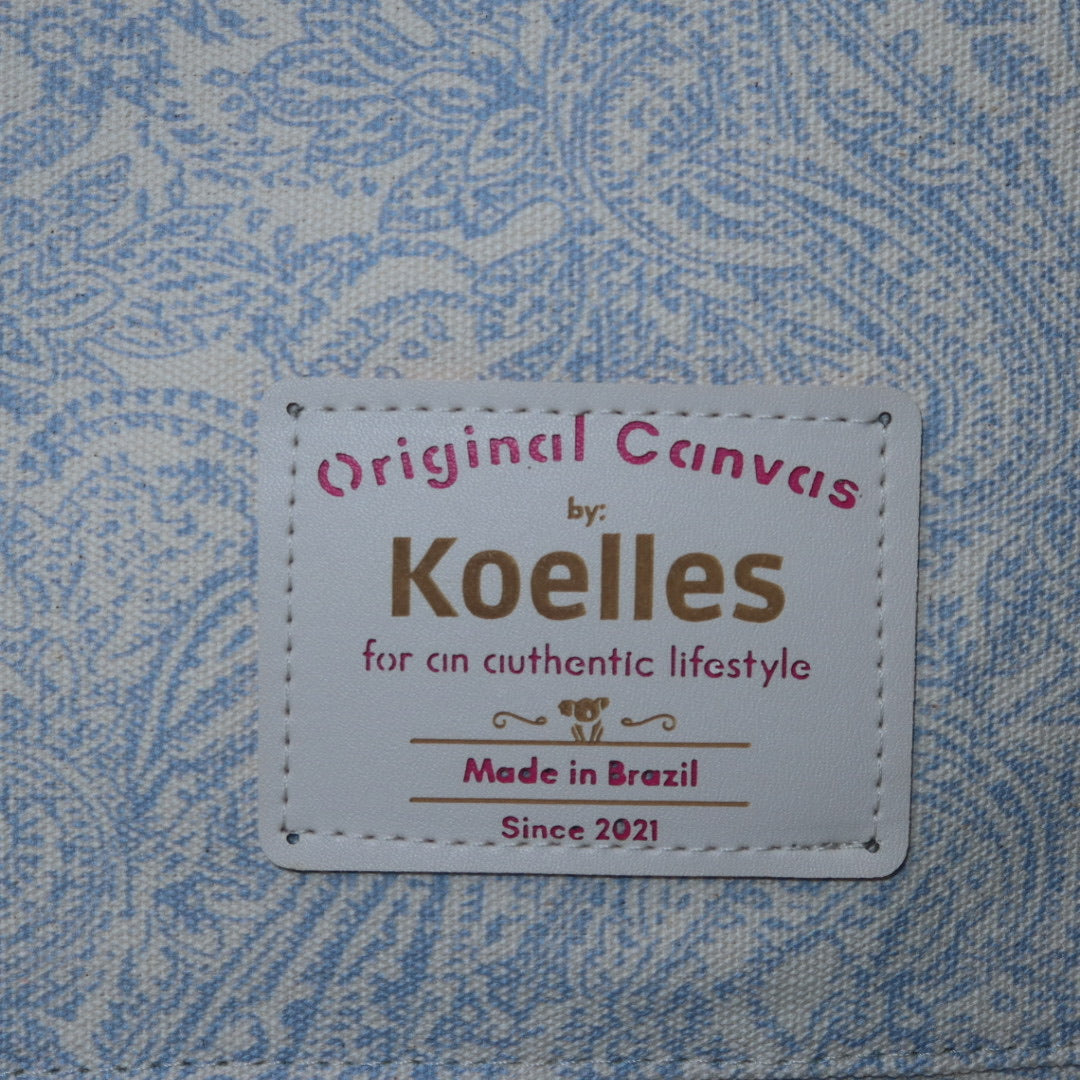 Original Canvas
by:
Koelles
for an authentic lifestyle
Made in Brazil
Since 2021